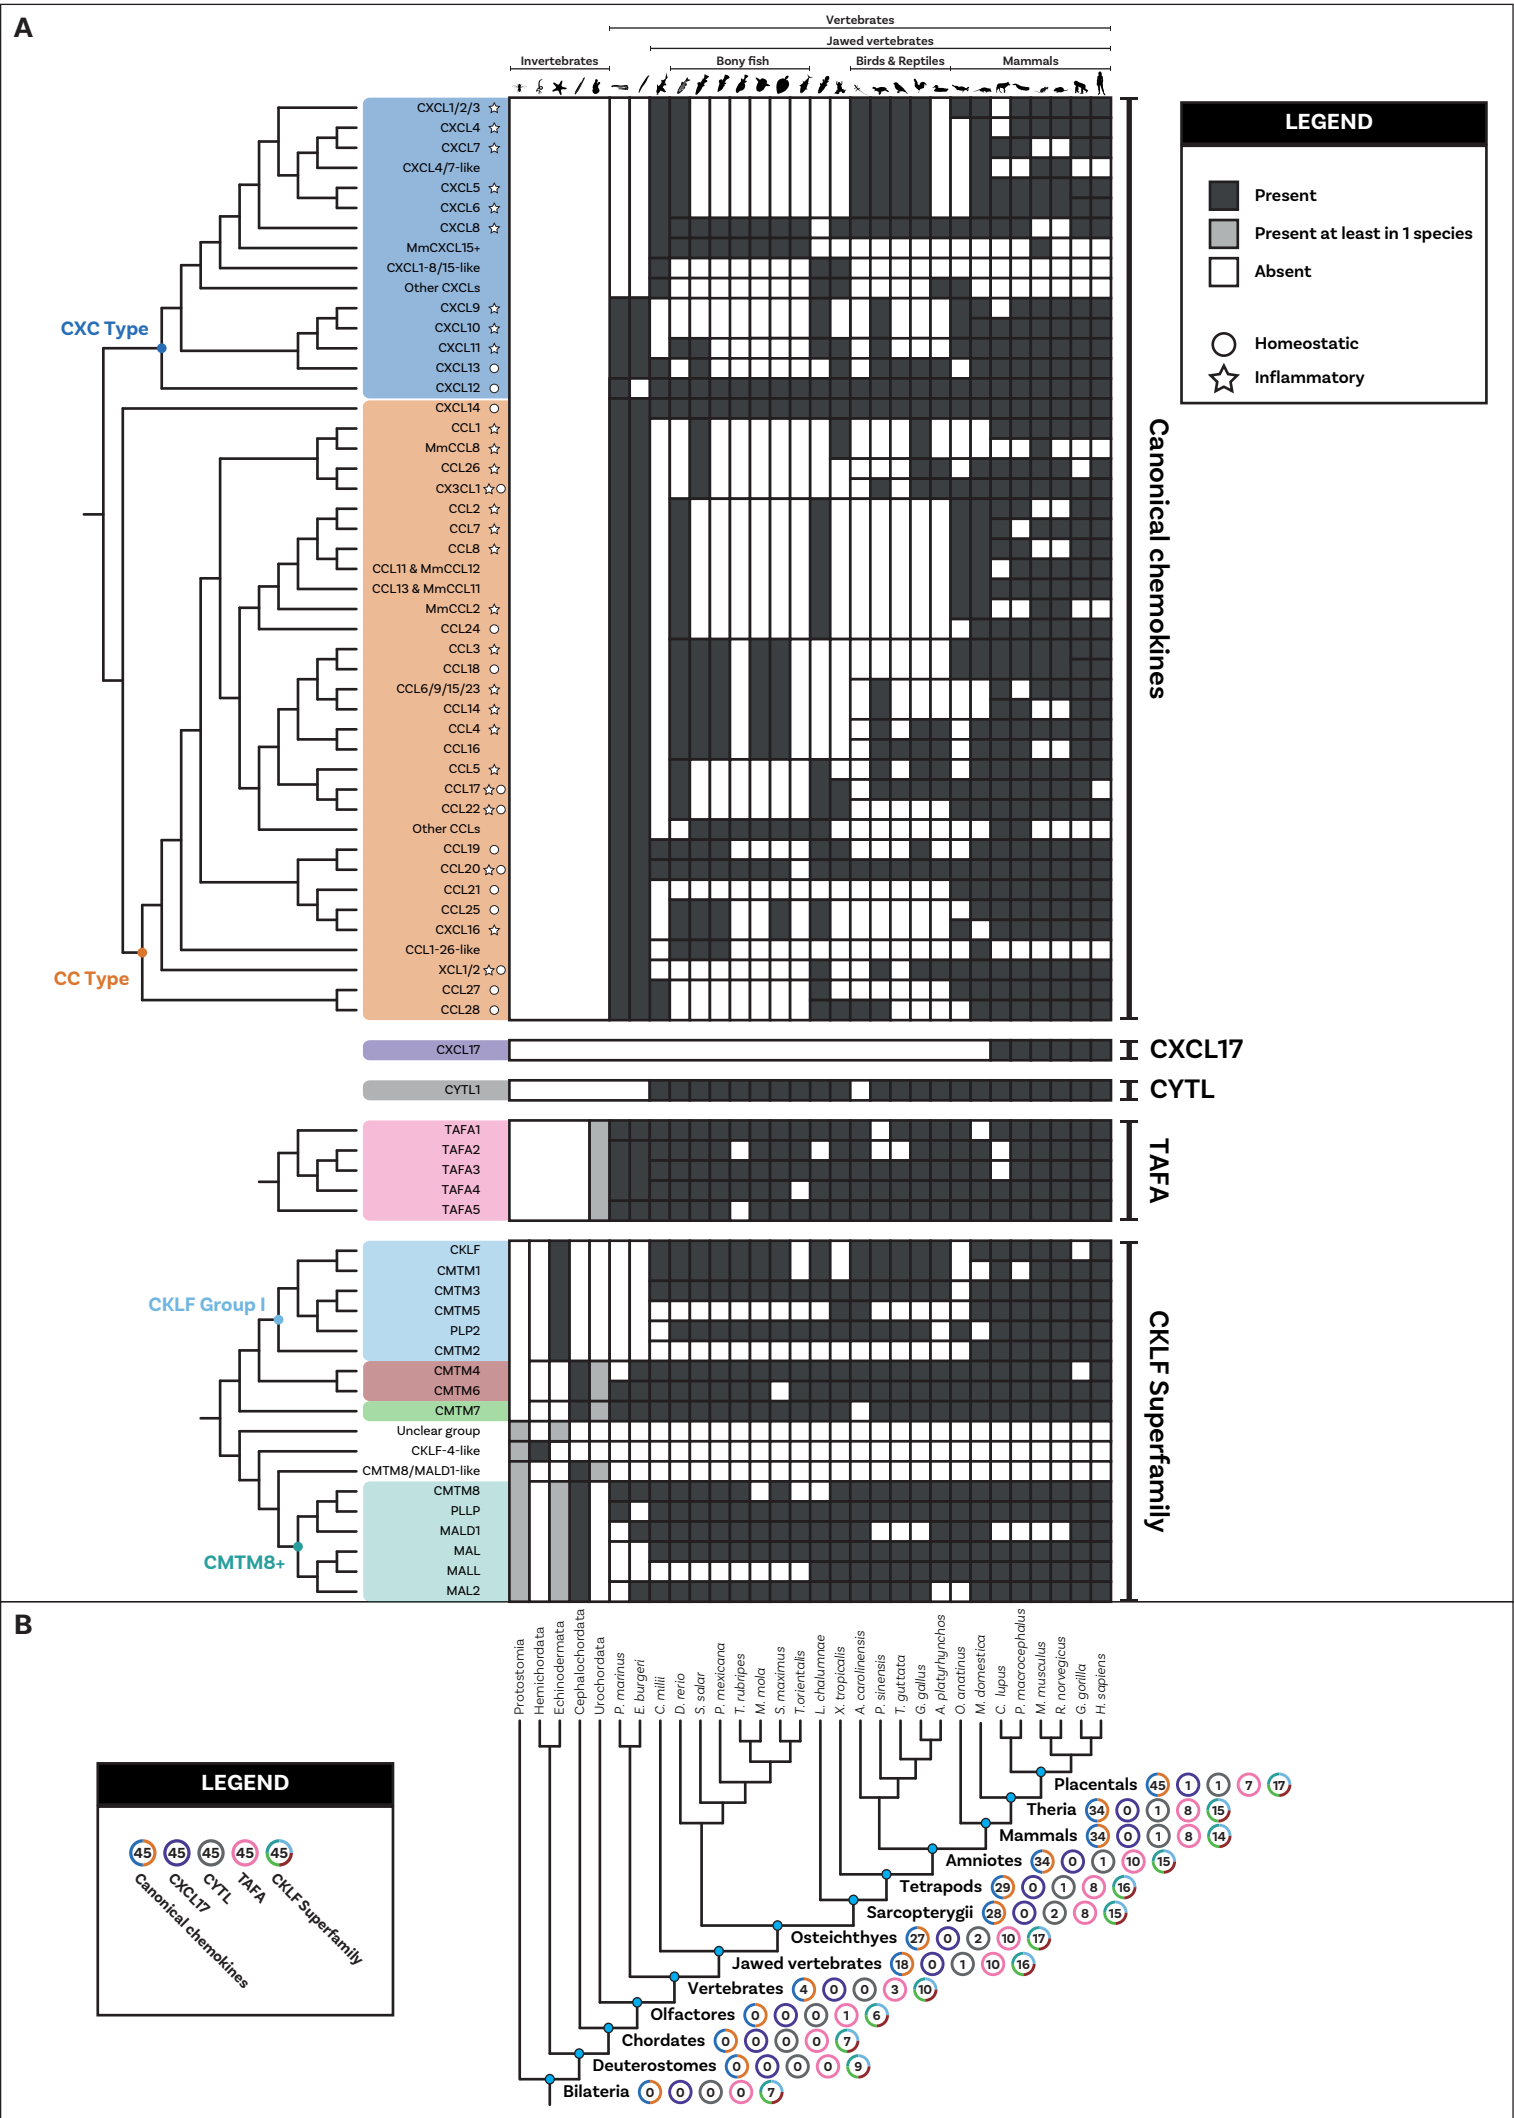 A
Vertebrates
Jawed vertebrates
Invertebrates
Bony fish
Birds & Reptiles
Mammals
CXCL1/2/3
CXCL4
CXCL7
CXCL4/7-like
CXCL5
CXCL6
CXCL8
MmCXCL15+
CXCL1-8/15-like
Other CXCLs
CXCL9
CXCL10
CXCL11
CXCL13
CXCL12
CXC Type
CXCL14
CCL1
MmCCL8
CCL26
CX3CL1
CCL2
CCL7
CCL8
CCL11 & MmCCL12
CCL13 & MmCCL11
MmCCL2
CCL24
CCL3
CCL18
CCL6/9/15/23
CCL14
CCL4
CCL16
CCL5
CCL17
CCL22
Other CCLs
CCL19
CCL20
CCL21
CCL25
CXCL16
CCL1-26-like
XCL1/2
CCL27
CCL28
CC Type
Canonical chemokines
LEGEND
Present
Present at least in 1 species
Absent
Homeostatic
Inflammatory
CXCL17
CXCL17
CYTL1
CYTL
TAFA1
TAFA2
TAFA3
TAFA4
TAFA5
TAFA
CKLF
CMTM1
CMTM3
CMTM5
PLP2
CMTM2
CKLF Group I
CMTM4
CMTM6
CMTM7
Unclear group
CKLF-4-like
CMTM8/MALD1-like
CMTM8
PLLP
MALD1
MAL
MALL
MAL2
CMTM8+
CKLF Superfamily
B
Protostomia
Hemichordata
Echinodermata
Cephalochordata
Urochordata
P. marinus
E. burgeri
C. milii
D. rerio
S. salar
P. mexicana
T. rubripes
M. mola
S. maximus
T.orientalis
L. chalumnae
X. tropicalis
A. carolinensis
P. sinensis
T. guttata
G. gallus
A. platyrhynchos
O. anatinus
M. domestica
C. lupus
P. macrocephalus
M. musculus
R. norvegicus
G. gorilla
H. sapiens
LEGEND
45 45 45 45 45
Canonical chemokines
CXCL17
CYTL
TAFA
CKLF Superfamily
Placentals 45 1 1 7 17
Theria 34 0 1 8 15
Mammals 34 0 1 8 14
Amniotes 34 0 1 10 15
Tetrapods 29 0 1 8 16
Sarcopterygii 28 0 2 8 15
Osteichthyes 27 0 2 10 17
Jawed vertebrates 18 0 1 10 16
Vertebrates 4 0 0 3 10
Olfactores 0 0 0 1 6
Chordates 0 0 0 0 7
Deuterostomes 0 0 0 0 9
Bilateria 0 0 0 0 7